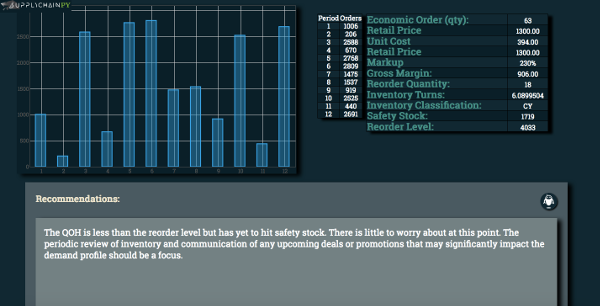 UPPLYCHAINPY
2500
2000
1500
1000
500
0
1 2 3 4 5 6 7 8 9 10 11 12
Period Orders
1 1006
2 206
3 2588
4 670
5 2768
6 2809
7 1475
8 1537
9 919
10 2525
11 440
12 2691
Economic Order (qty): 63
Retail Price 1300.00
Unit Cost 394.00
Retail Price 1300.00
Markup 230%
Gross Margin: 906.00
Reorder Quantity: 18
Inventory Turns: 6.0899504
Inventory Classification: CY
Safety Stock: 1719
Reorder Level: 4033
Recommendations:
The QOH is less than the reorder level but has yet to hit safety stock. There is little to worry about at this point. The
periodic review of inventory and communication of any upcoming deals or promotions that may significantly impact the
demand profile should be a focus.